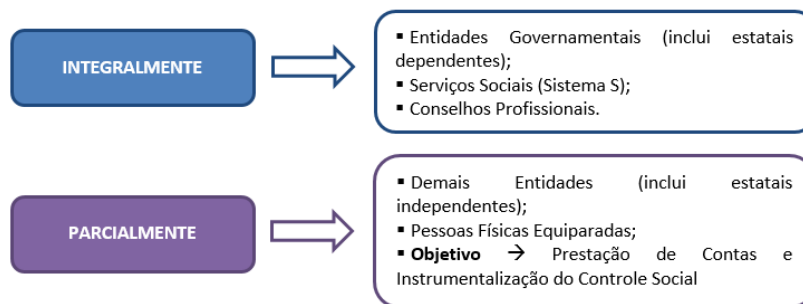 INTEGRALMENTE
▪ Entidades Governamentais (inclui estatais
dependentes);
▪ Serviços Sociais (Sistema S);
▪ Conselhos Profissionais.
PARCIALMENTE
▪ Demais Entidades (inclui estatais
independentes);
▪ Pessoas Físicas Equiparadas;
▪ Objetivo → Prestação de Contas e
Instrumentalização do Controle Social